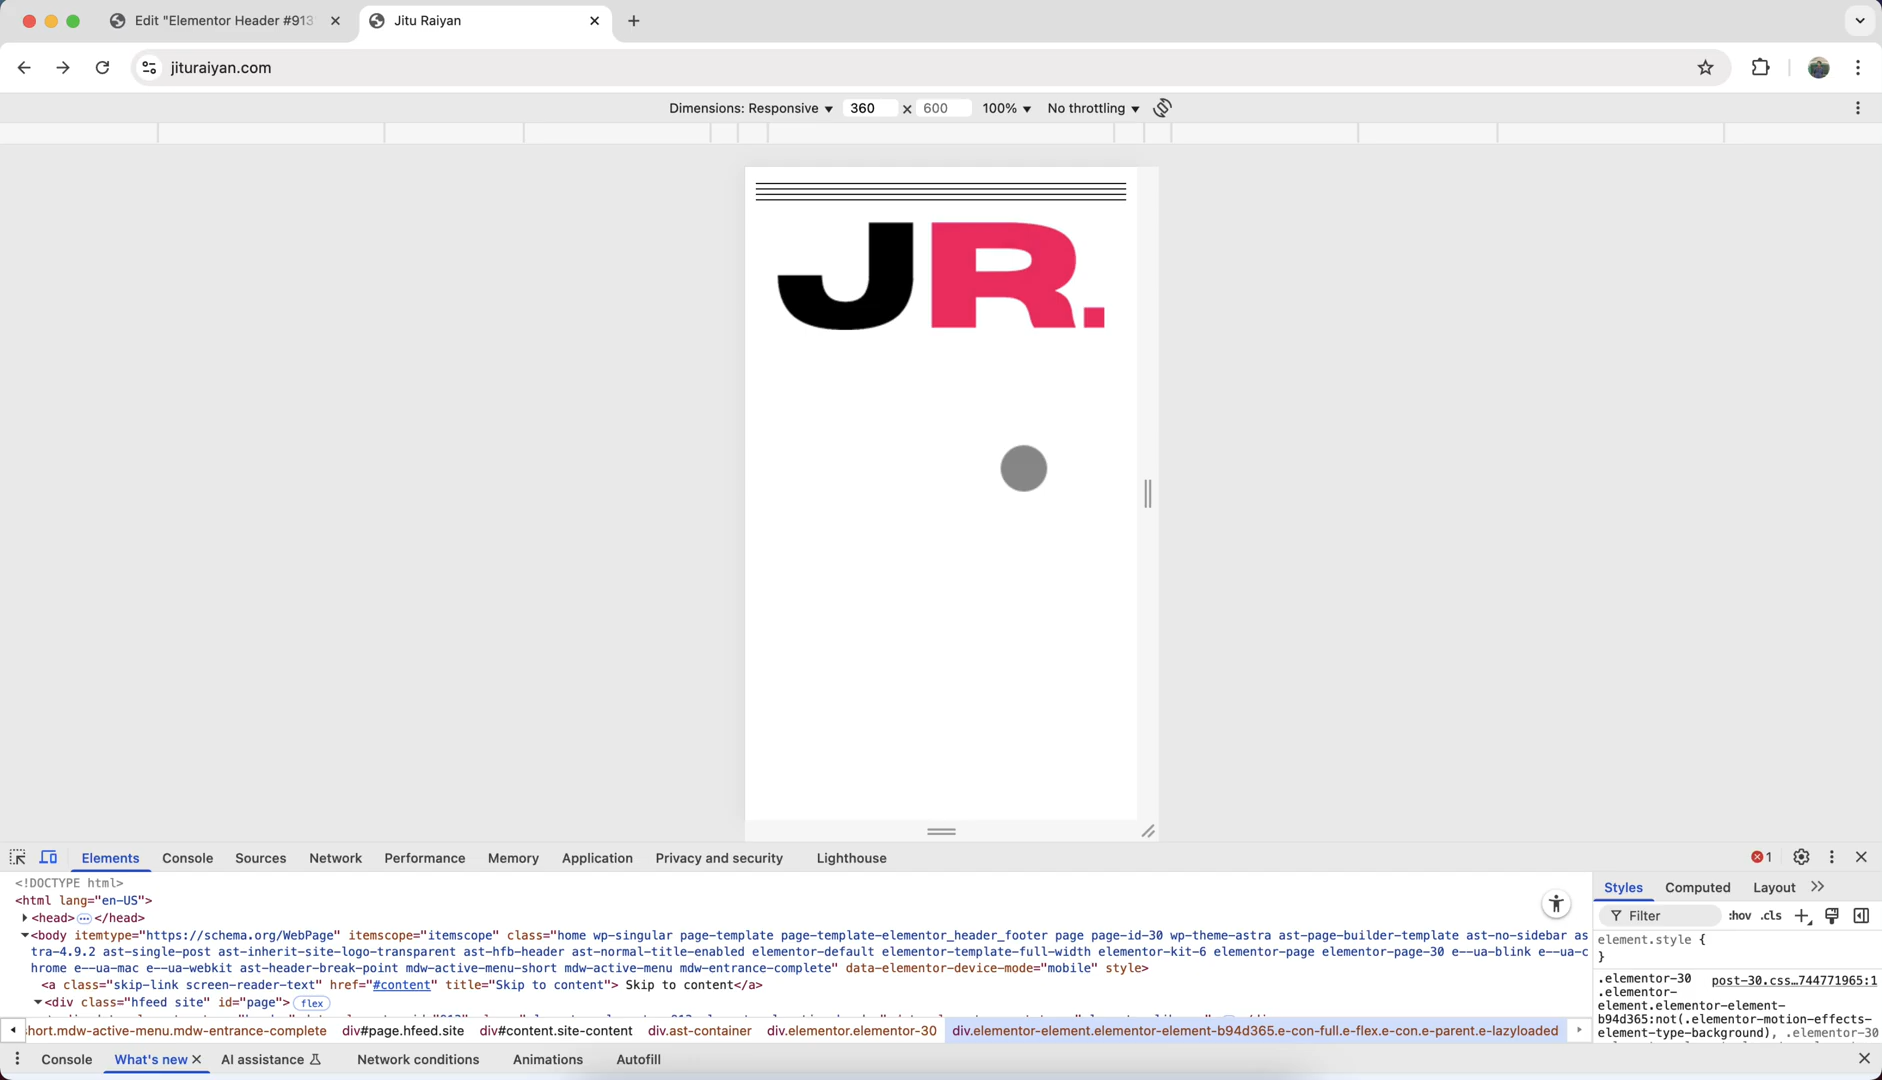 Edit "Elementor Header #913
Jitu Raiyan
jituraiyan.com
Dimensions: Responsive 360 × 600 100% No throttling
JR.
Elements Console Sources Network Performance Memory Application Privacy and security Lighthouse 1
<!DOCTYPE html>
<html lang="en-US">
<head> </head>
<body itemtype="https://schema.org/WebPage" itemscope="itemscope" class="home wp-singular page-template page-template-elementor_header_footer page page-id-30 wp-theme-astra ast-page-builder-template ast-no-sidebar as
tra-4.9.2 ast-single-post ast-inherit-site-logo-transparent ast-hfb-header ast-normal-title-enabled elementor-default elementor-template-full-width elementor-kit-6 elementor-page elementor-page-30 e--ua-blink e--ua-c
hrome e--ua-mac e--ua-webkit ast-header-break-point mdw-active-menu-short mdw-active-menu mdw-entrance-complete" data-elementor-device-mode="mobile" style>
<a class="skip-link screen-reader-text" href="#content" title="Skip to content"> Skip to content</a>
<div class="hfeed site" id="page"> flex
short.mdw-active-menu.mdw-entrance-complete div#page.hfeed.site div#content.site-content div.ast-container div.elementor.elementor-30 div.elementor-element.elementor-element-b94d365.e-con-full.e-flex.e-con.e-parent.e-lazyloaded
Styles Computed Layout
Filter :hov .cls
element.style {
}
.elementor-30 post-30.css…744771965:1
.elementor-
element.elementor-element-
b94d365:not(.elementor-motion-effects-
element-type-background), .elementor-30
Console What's new AI assistance Network conditions Animations Autofill